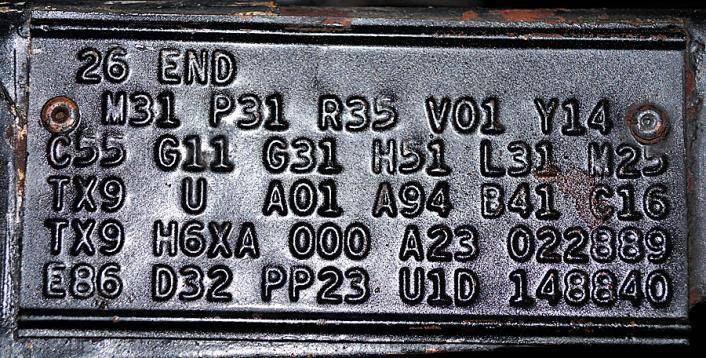 26 END
M31 P31 R35 V01 Y14
C55 G11 G31 H51 L31 M25
TX9 U A01 A94 B41 C16
TX9 H6XA 000 A23 022889
E86 D32 PP23 U1D 148840